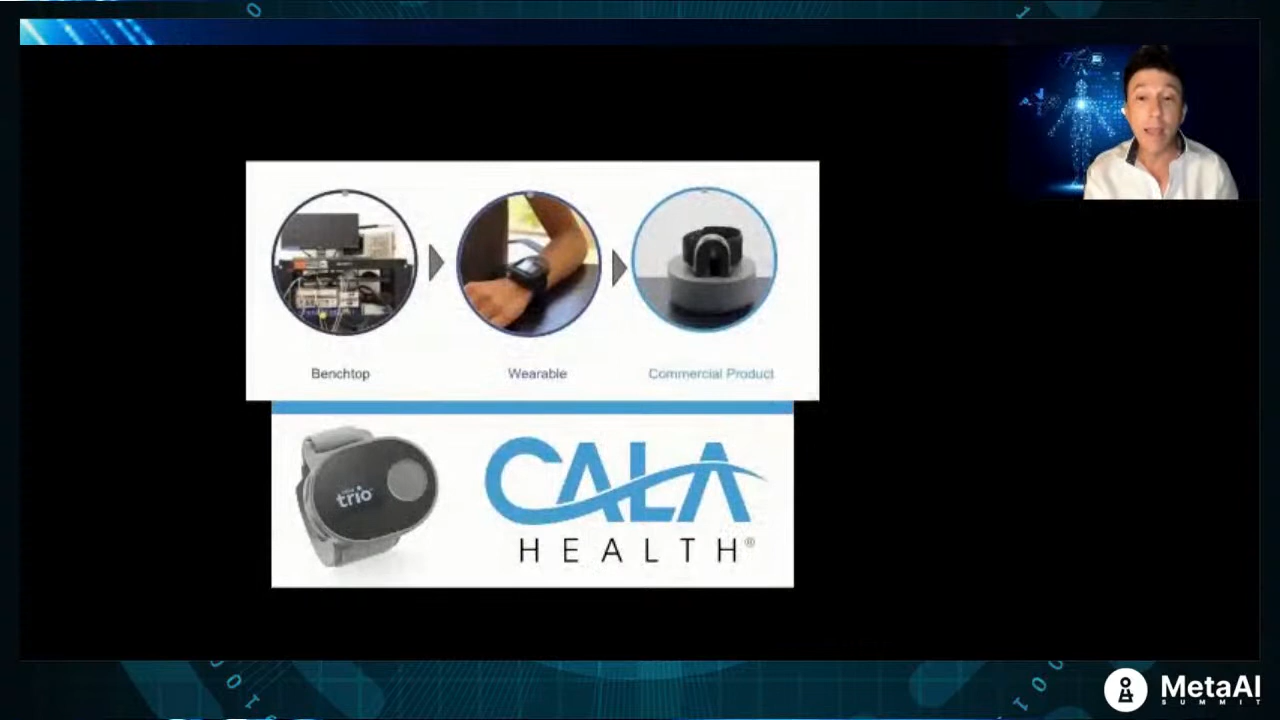 Benchtop
Wearable
Commercial Product
trio
CALA
HEALTH®
MetaAI
SUMMIT